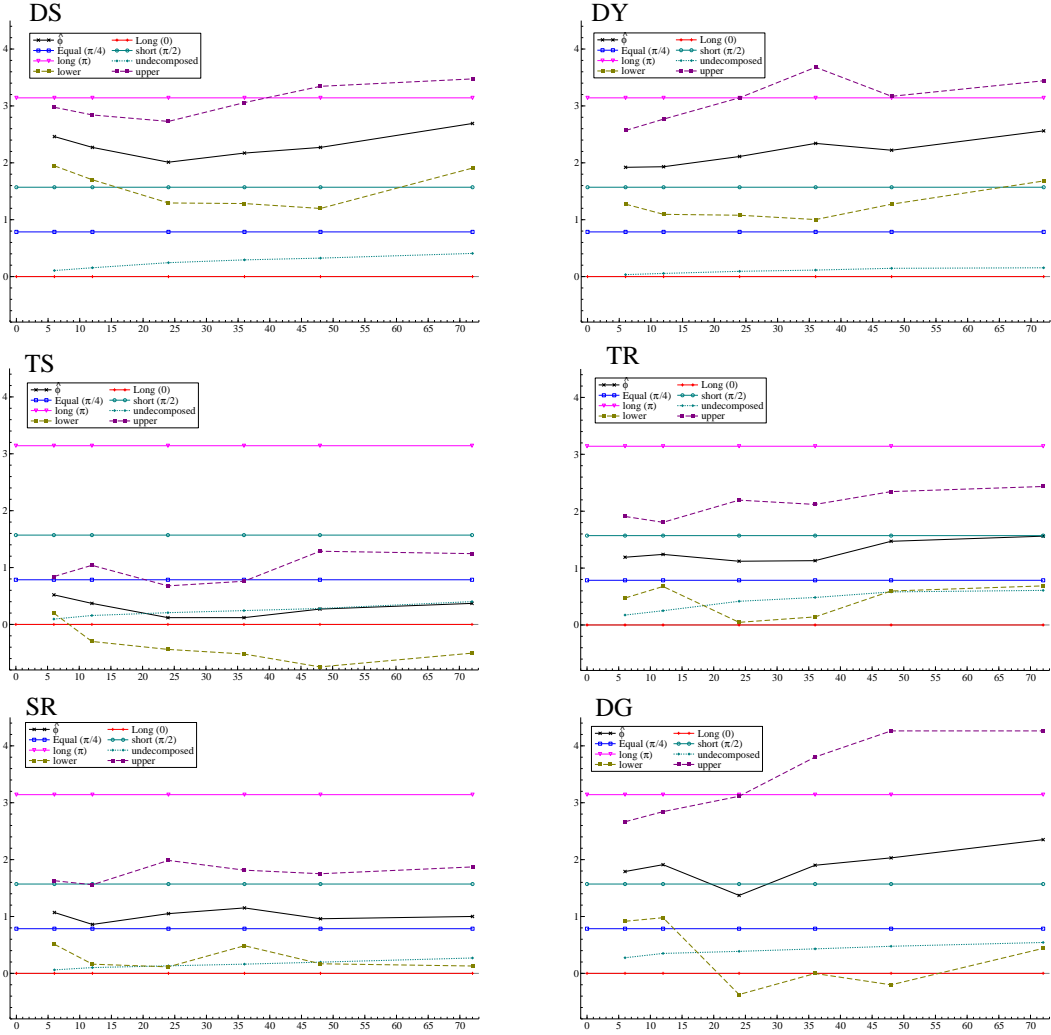 DS
φ̂ Long (0)
Equal (π/4) short (π/2)
long (π) undecomposed
lower upper
4
3
2
1
0
0 5 10 15 20 25 30 35 40 45 50 55 60 65 70
DY
φ̂ Long (0)
Equal (π/4) short (π/2)
long (π) undecomposed
lower upper
4
3
2
1
0
0 5 10 15 20 25 30 35 40 45 50 55 60 65 70
TS
φ̂ Long (0)
Equal (π/4) short (π/2)
long (π) undecomposed
lower upper
4
3
2
1
0
0 5 10 15 20 25 30 35 40 45 50 55 60 65 70
TR
φ̂ Long (0)
Equal (π/4) short (π/2)
long (π) undecomposed
lower upper
4
3
2
1
0
0 5 10 15 20 25 30 35 40 45 50 55 60 65 70
SR
φ̂ Long (0)
Equal (π/4) short (π/2)
long (π) undecomposed
lower upper
4
3
2
1
0
0 5 10 15 20 25 30 35 40 45 50 55 60 65 70
DG
φ̂ Long (0)
Equal (π/4) short (π/2)
long (π) undecomposed
lower upper
4
3
2
1
0
0 5 10 15 20 25 30 35 40 45 50 55 60 65 70